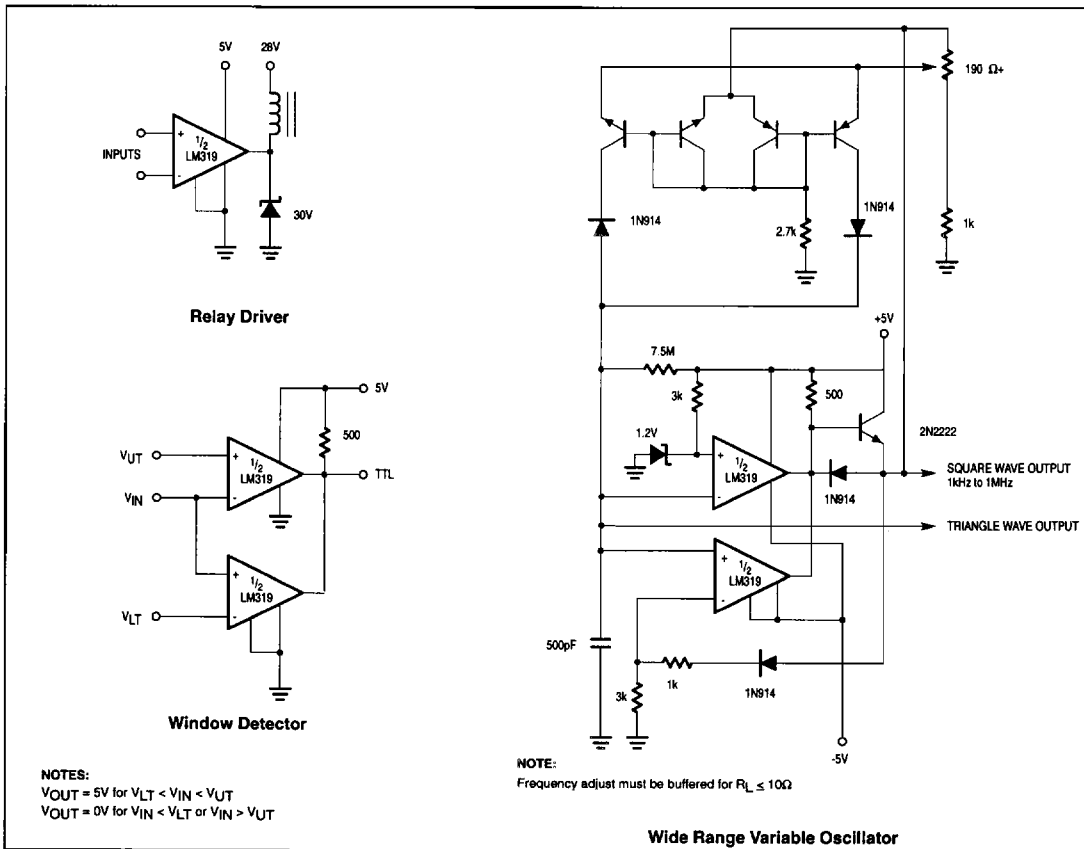 5V
28V
+
-
INPUTS
1/2
LM319
30V
Relay Driver
5V
500
VUT
+
-
1/2
LM319
TTL
VIN
+
-
1/2
LM319
VLT
Window Detector
NOTES:
VOUT = 5V for VLT < VIN < VUT
VOUT = 0V for VIN < VLT or VIN > VUT
190 Ω+
1N914
2.7k
1N914
1k
+5V
7.5M
3k
500
1.2V
2N2222
+
-
1/2
LM319
1N914
SQUARE WAVE OUTPUT
1kHz to 1MHz
TRIANGLE WAVE OUTPUT
+
-
1/2
LM319
500pF
1k
1N914
3k
-5V
NOTE:
Frequency adjust must be buffered for RL ≤ 10Ω
Wide Range Variable Oscillator